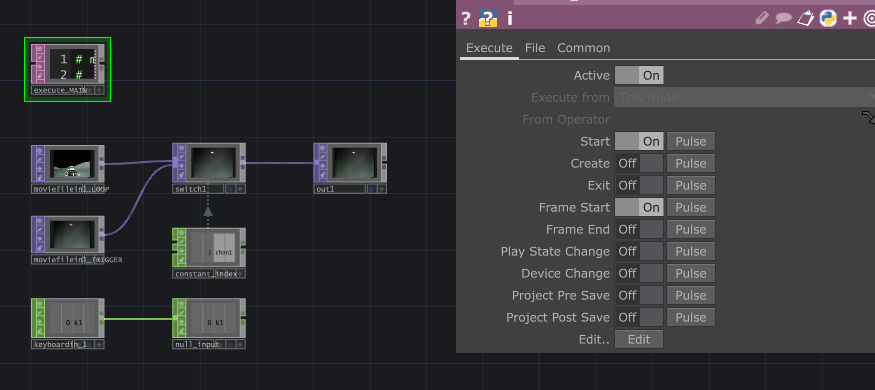 ? ? i
Execute File Common
Active On
Execute from This Node
From Operator
Start On Pulse
Create Off Pulse
Exit Off Pulse
Frame Start On Pulse
Frame End Off Pulse
Play State Change Off Pulse
Device Change Off Pulse
Project Pre Save Off Pulse
Project Post Save Off Pulse
Edit.. Edit
1 # m
2 #
execute_MAIN
moviefilein1_LOOP
switch1
out1
moviefilein1_TRIGGER
1 chan1
constant_index
0 k1
0 k1
keyboardin_1
null_input